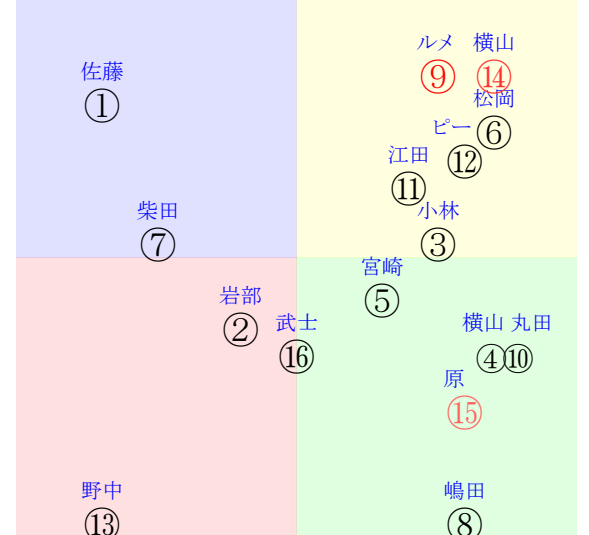 ルメ 横山
⑨ ⑭
佐藤
①
松岡
⑥
ピー
⑫
江田
⑪
柴田
⑦
小林
③
宮崎
⑤
岩部
②
武士
⑯
横山 丸田
④⑩
原
⑮
野中
⑬
嶋田
⑧